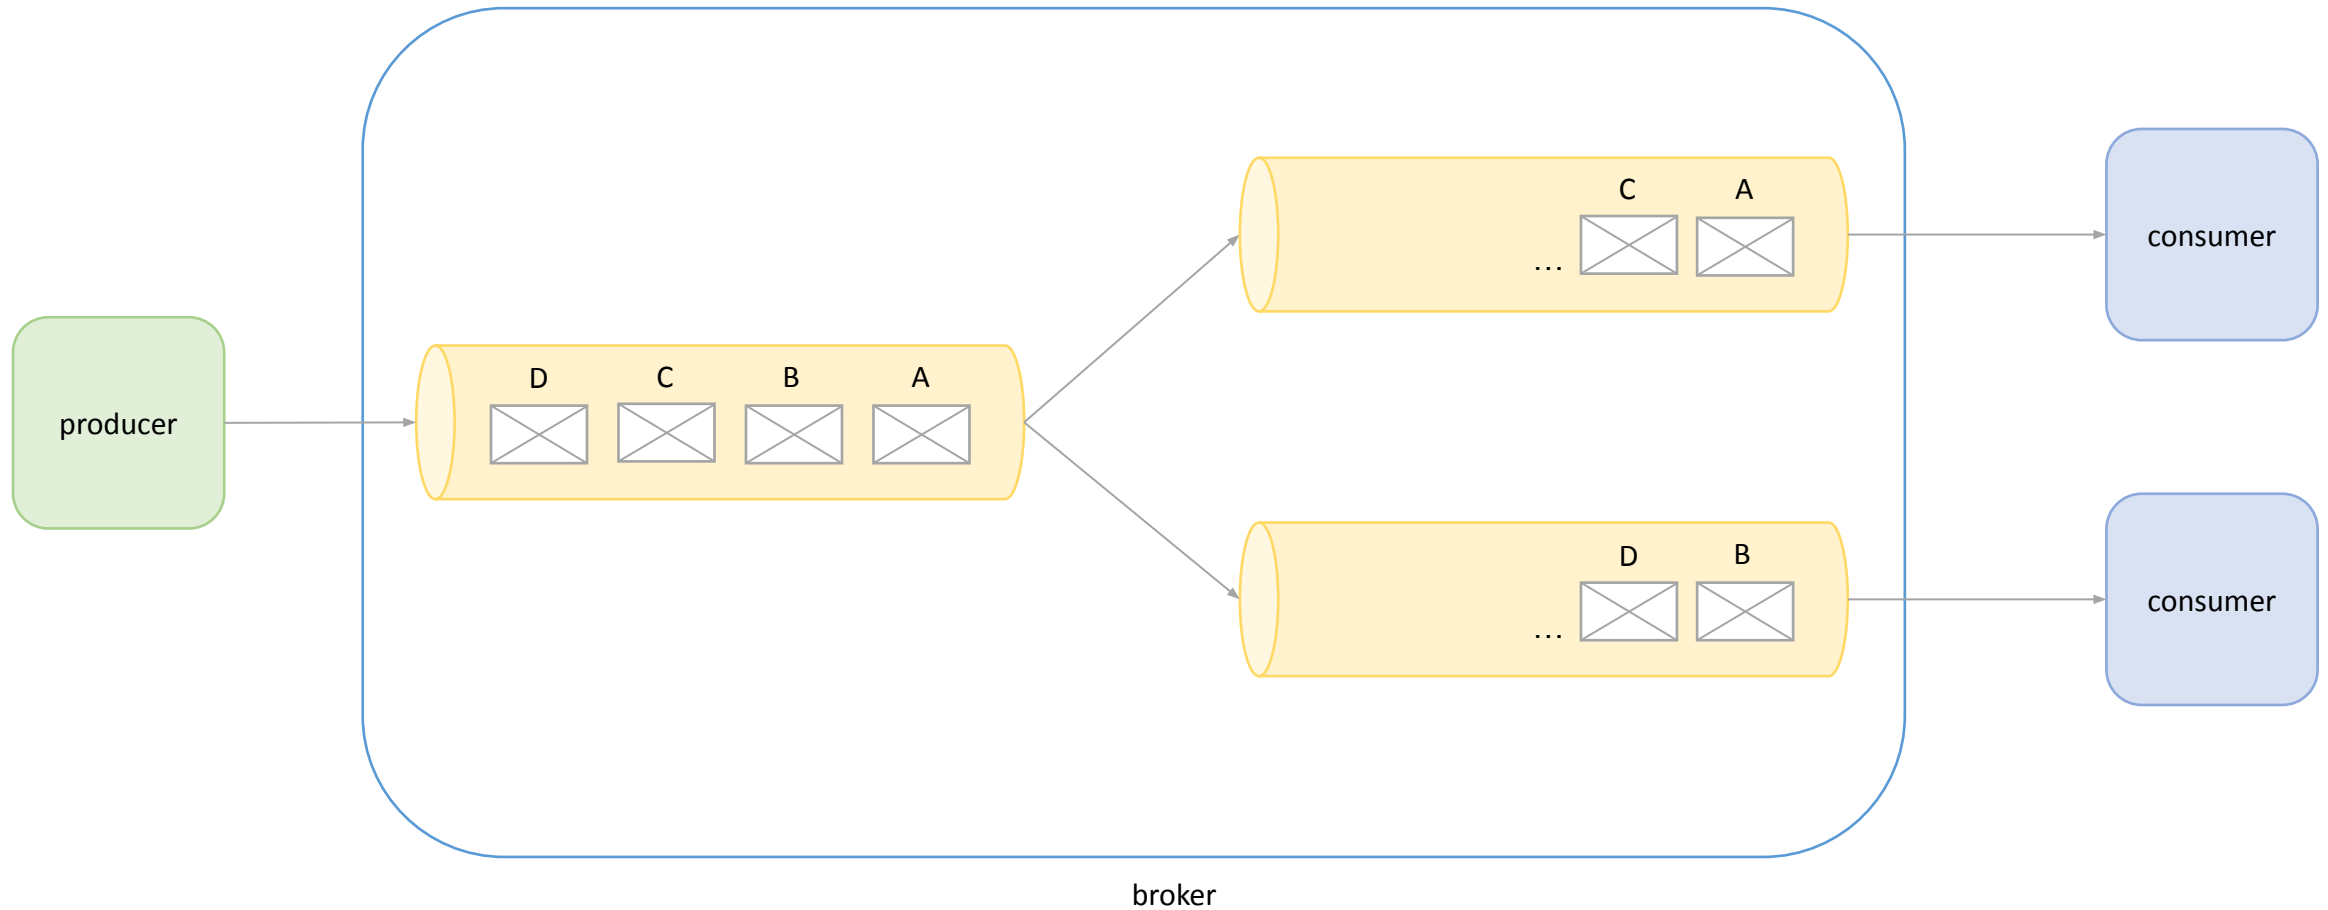 producer
D C B A
C A
...
D B
...
consumer
consumer
broker